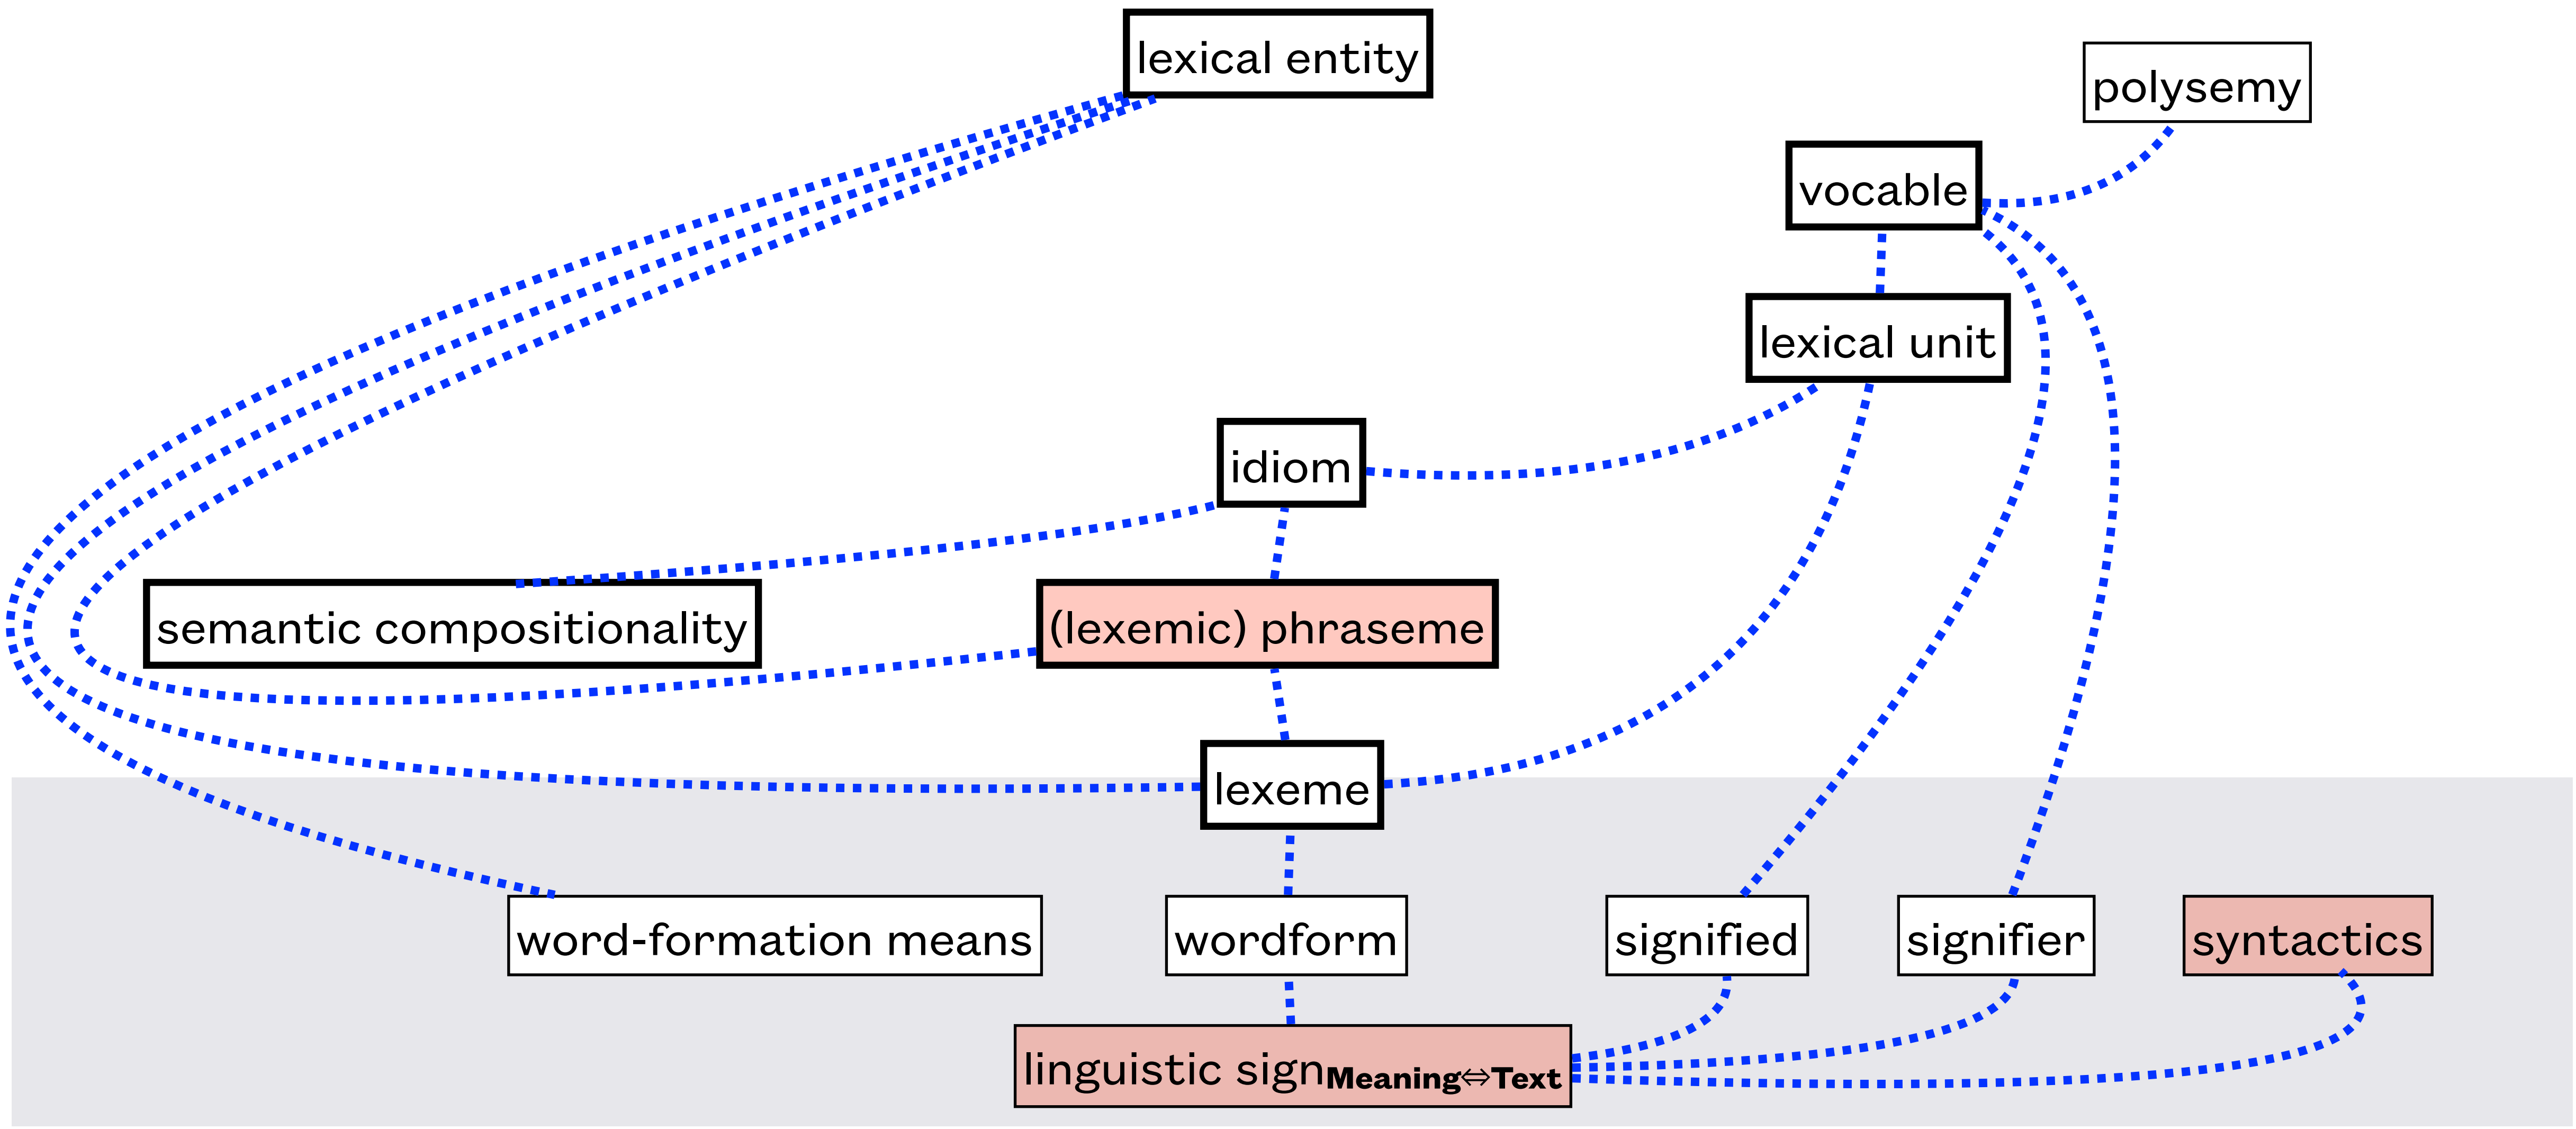 lexical entity
polysemy
vocable
lexical unit
idiom
semantic compositionality
(lexemic) phraseme
lexeme
word-formation means
wordform
signified
signifier
syntactics
linguistic signMeaning⇔Text